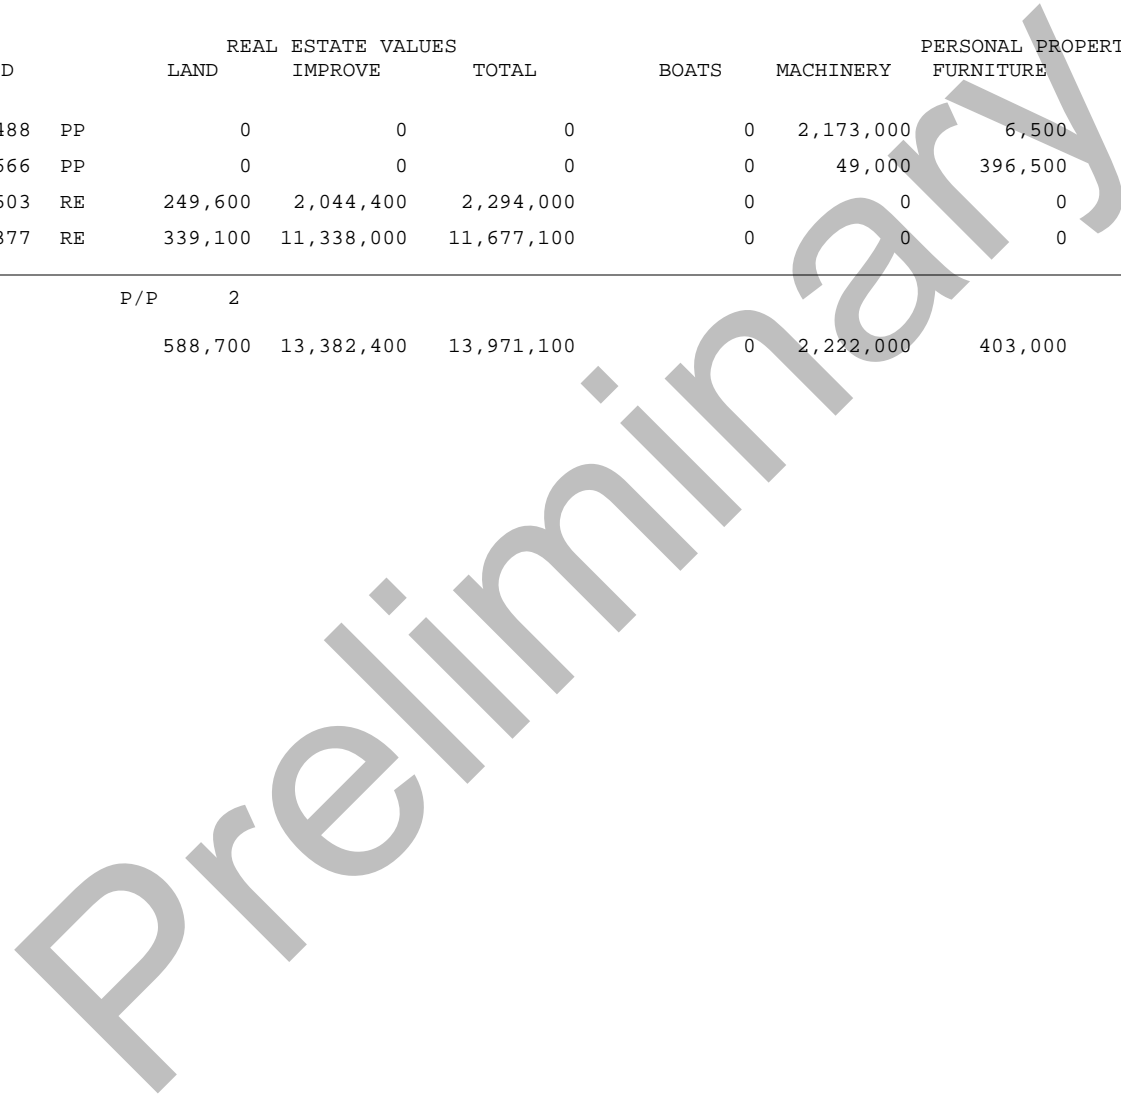 REAL ESTATE VALUES PERSONAL PROPERT
D LAND IMPROVE TOTAL BOATS MACHINERY FURNITURE
488 PP 0 0 0 0 2,173,000 6,500
566 PP 0 0 0 0 49,000 396,500
503 RE 249,600 2,044,400 2,294,000 0 0 0
377 RE 339,100 11,338,000 11,677,100 0 0 0
P/P 2
588,700 13,382,400 13,971,100 0 2,222,000 403,000
Preliminary